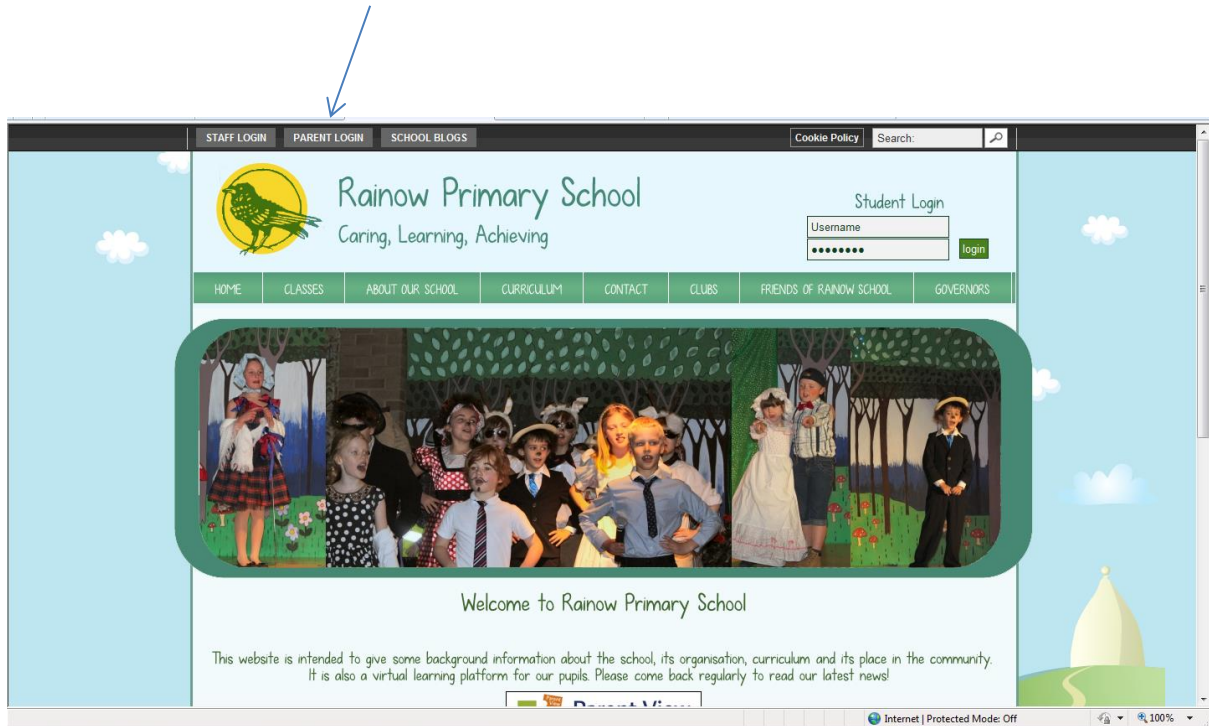 STAFF LOGIN PARENT LOGIN SCHOOL BLOGS Cookie Policy Search:
Rainow Primary School
Caring, Learning, Achieving
Student Login
Username
login
HOME CLASSES ABOUT OUR SCHOOL CURRICULUM CONTACT CLUBS FRIENDS OF RAINOW SCHOOL GOVERNORS
Welcome to Rainow Primary School
This website is intended to give some background information about the school, its organisation, curriculum and its place in the community.
It is also a virtual learning platform for our pupils. Please come back regularly to read our latest news!
Parent View
Internet | Protected Mode: Off 100%